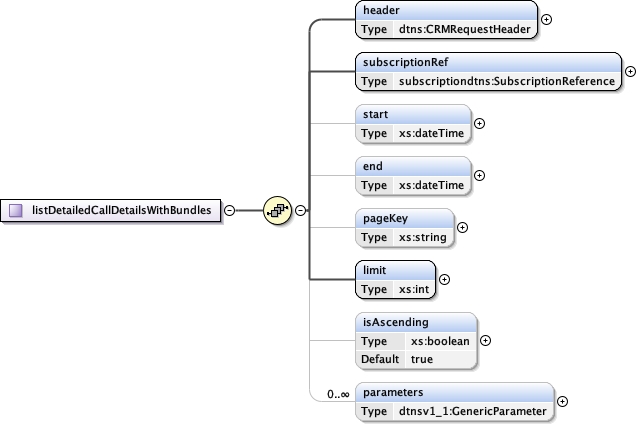 header
Type dtns:CRMRequestHeader
subscriptionRef
Type subscriptiondtns:SubscriptionReference
start
Type xs:dateTime
end
Type xs:dateTime
listDetailedCallDetailsWithBundles
pageKey
Type xs:string
limit
Type xs:int
isAscending
Type xs:boolean
Default true
0..∞
parameters
Type dtnsv1_1:GenericParameter